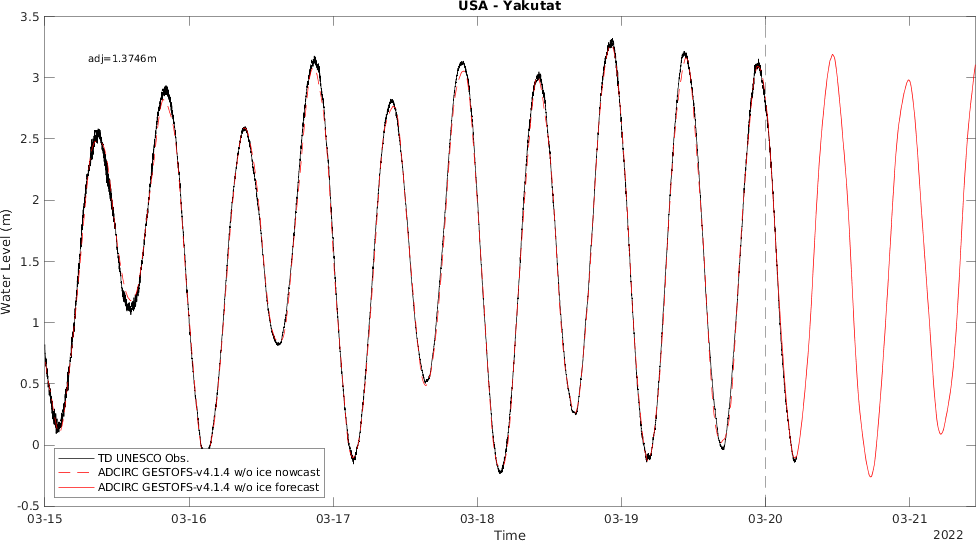 USA - Yakutat
3.5
adj=1.3746m
3
2.5
2
Water Level (m)
1.5
1
0.5
0
TD UNESCO Obs.
ADCIRC GESTOFS-v4.1.4 w/o ice nowcast
ADCIRC GESTOFS-v4.1.4 w/o ice forecast
-0.5
03-15 03-16 03-17 03-18 03-19 03-20 03-21
Time
2022